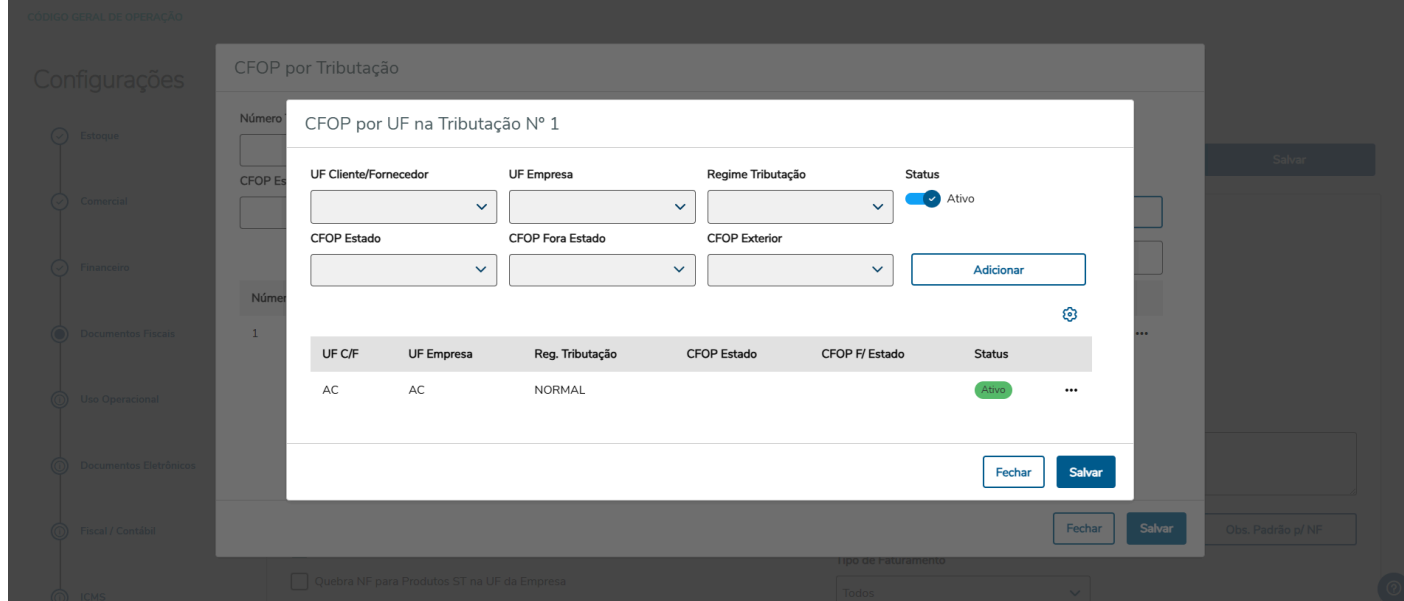 CÓDIGO GERAL DE OPERAÇÃO
Configurações
CFOP por Tributação
Número
CFOP por UF na Tributação Nº 1
Estoque
Salvar
UF Cliente/Fornecedor UF Empresa Regime Tributação Status
CFOP Es
Ativo
Comercial
CFOP Estado CFOP Fora Estado CFOP Exterior
Financeiro
Adicionar
Númer
Documentos Fiscais
1
...
UF C/F UF Empresa Reg. Tributação CFOP Estado CFOP F/ Estado Status
AC AC NORMAL Ativo ...
Uso Operacional
Documentos Eletrônicos
Fechar Salvar
Fiscal / Contábil
Fechar Salvar
Obs. Padrão p/ NF
Tipo de Faturamento
Quebra NF para Produtos ST na UF da Empresa
Todos
ICMS